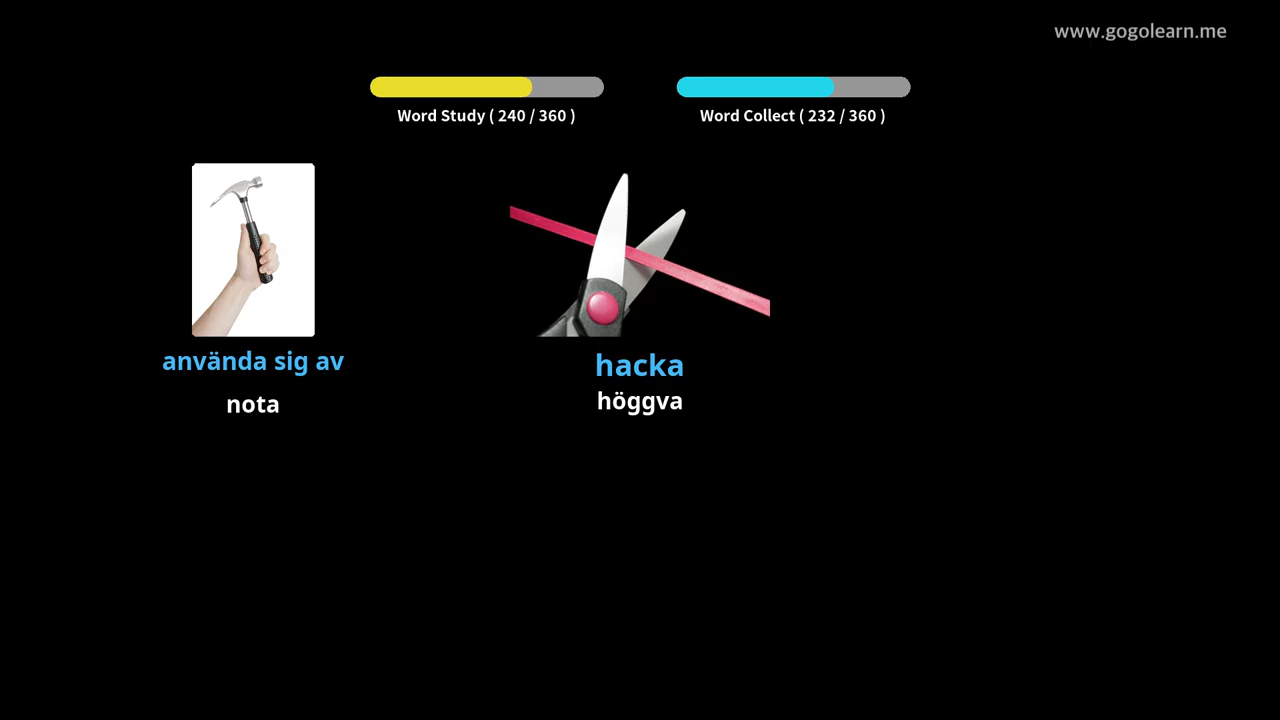 www.gogolearn.me
Word Study ( 240 / 360 )
Word Collect ( 232 / 360 )
använda sig av
nota
hacka
höggva